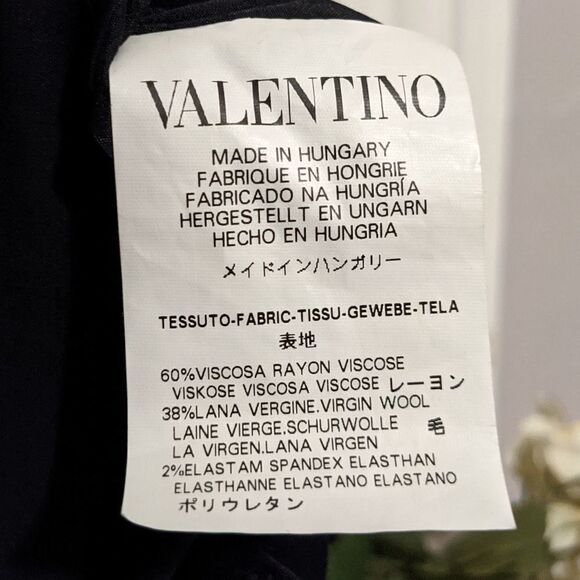 VALENTINO
MADE IN HUNGARY
FABRIQUE EN HONGRIE
FABRICADO NA HUNGRÍA
HERGESTELLT EN UNGARN
HECHO EN HUNGRIA
メイドインハンガリー
TESSUTO-FABRIC-TISSU-GEWEBE-TELA
表地
60%VISCOSA RAYON VISCOSE
VISKOSE VISCOSA VISCOSE レーヨン
38%LANA VERGINE.VIRGIN WOOL
LAINE VIERGE.SCHURWOLLE 毛
LA VIRGEN.LANA VIRGEN
2%ELASTAM SPANDEX ELASTHAN
ELASTHANNE ELASTANO ELASTANO
ポリウレタン